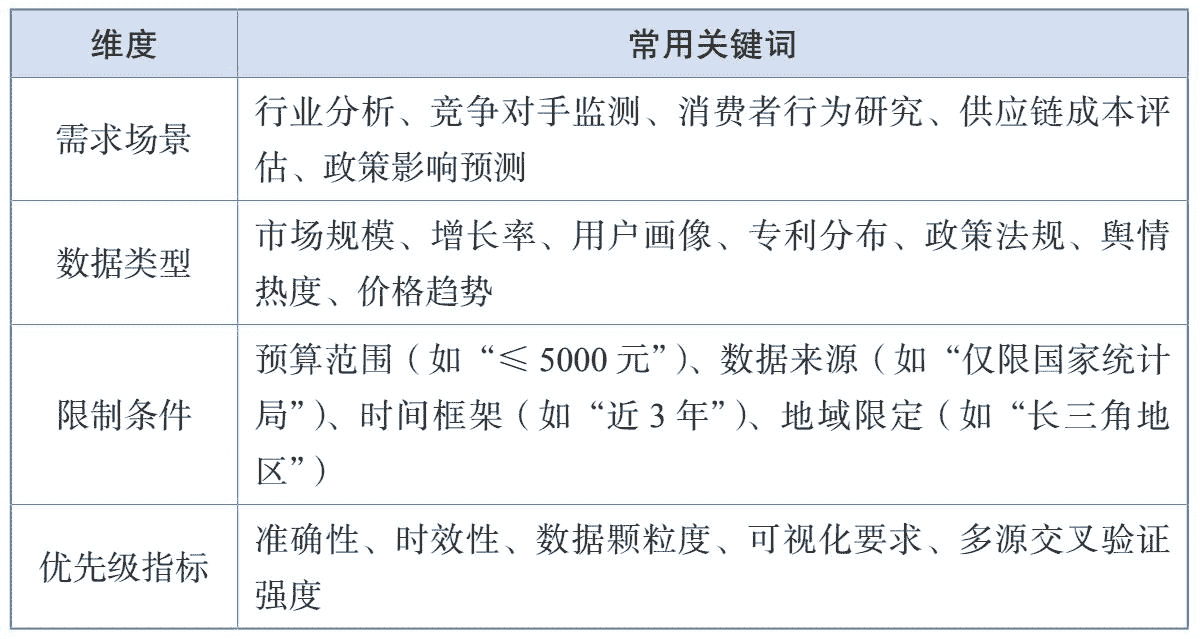 维度
常用关键词
需求场景
行业分析、竞争对手监测、消费者行为研究、供应链成本评
估、政策影响预测
数据类型
市场规模、增长率、用户画像、专利分布、政策法规、舆情
热度、价格趋势
限制条件
预算范围（如“≤ 5000 元”）、数据来源（如“仅限国家统计
局”）、时间框架（如“近 3 年”）、地域限定（如“长三角地
区”）
优先级指标
准确性、时效性、数据颗粒度、可视化要求、多源交叉验证
强度